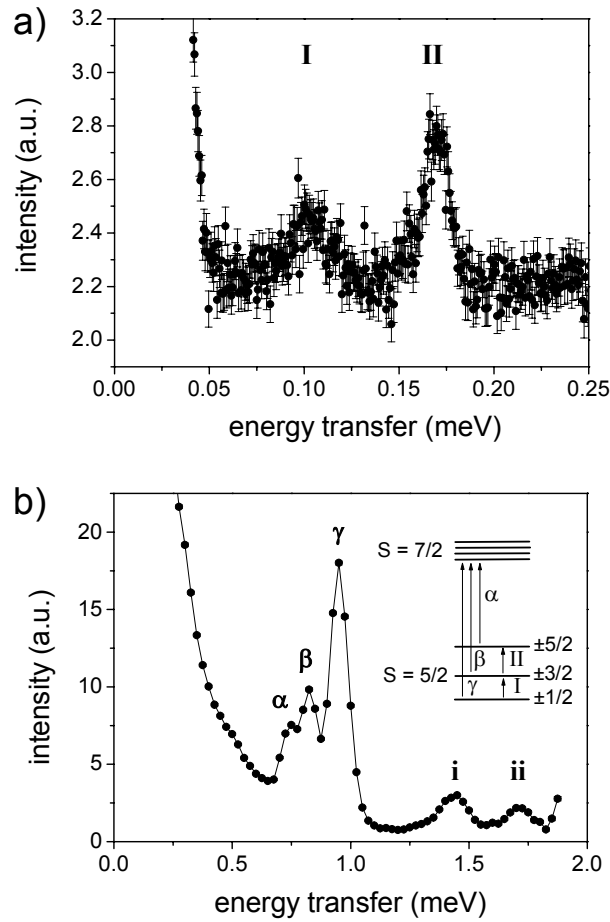 a)
3.2
3.0
2.8
2.6
2.4
2.2
2.0
intensity (a.u.)
I
II
0.00 0.05 0.10 0.15 0.20 0.25
energy transfer (meV)
b)
20
15
10
5
0
intensity (a.u.)
α
β
γ
i
ii
S = 7/2
α
±5/2
β
II
S = 5/2
±3/2
γ
I
±1/2
0.0 0.5 1.0 1.5 2.0
energy transfer (meV)